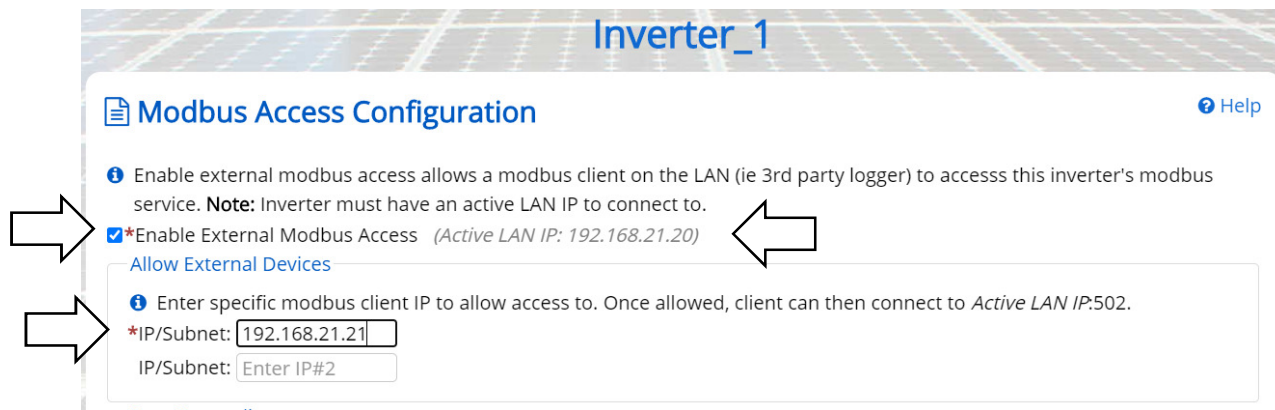 Inverter_1
Modbus Access Configuration
Help
Enable external modbus access allows a modbus client on the LAN (ie 3rd party logger) to accesss this inverter's modbus
service. Note: Inverter must have an active LAN IP to connect to.
*Enable External Modbus Access (Active LAN IP: 192.168.21.20)
Allow External Devices
Enter specific modbus client IP to allow access to. Once allowed, client can then connect to Active LAN IP:502.
*IP/Subnet: 192.168.21.21
IP/Subnet: Enter IP#2